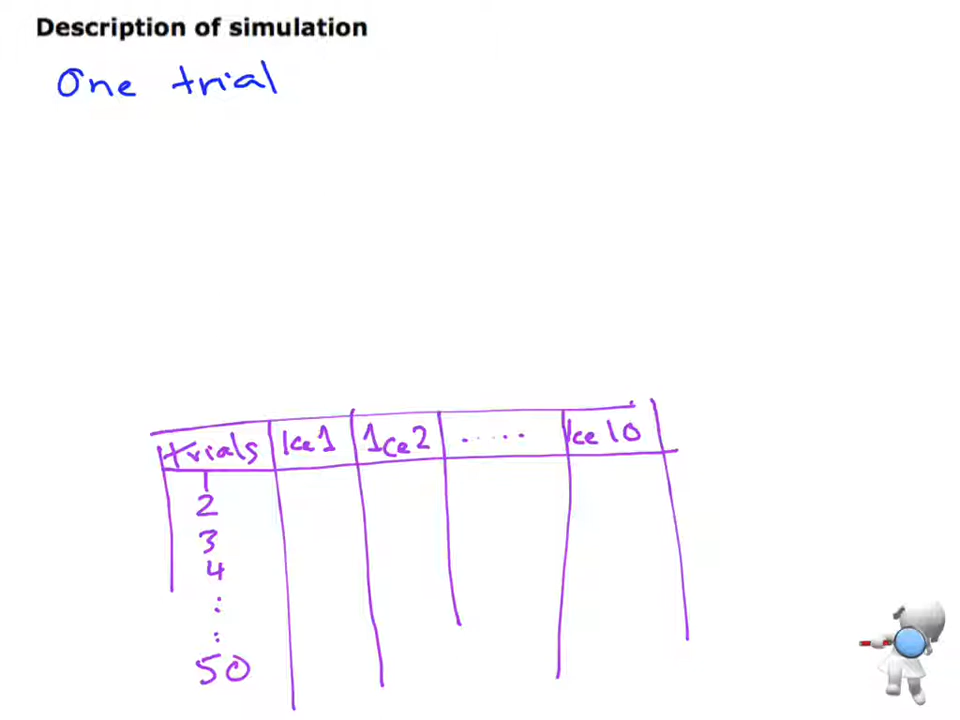 Description of simulation
One trial
trials Ice 1 Ice 2 ..... Ice 10
1
2
3
4
:
:
50